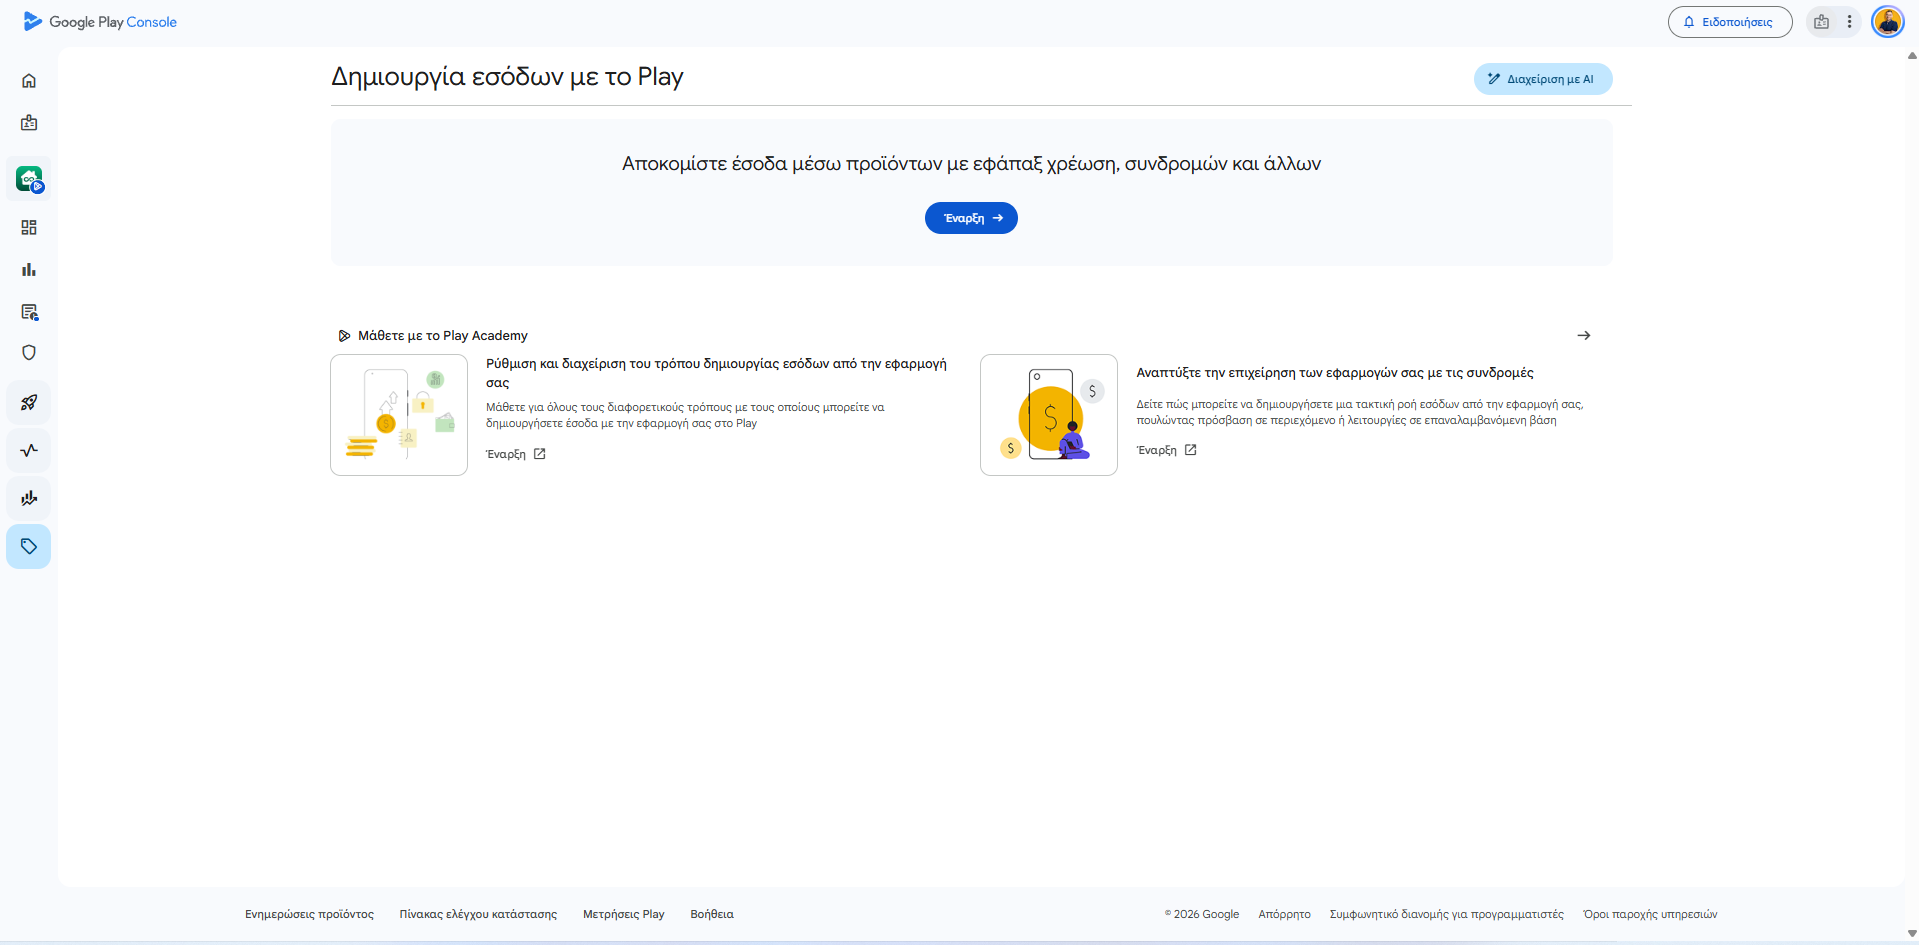 Google Play Console
Ειδοποιήσεις
Δημιουργία εσόδων με το Play
Διαχείριση με AI
Αποκομίστε έσοδα μέσω προϊόντων με εφάπαξ χρέωση, συνδρομών και άλλων
Έναρξη
Μάθετε με το Play Academy
Ρύθμιση και διαχείριση του τρόπου δημιουργίας εσόδων από την εφαρμογή
σας
Μάθετε για όλους τους διαφορετικούς τρόπους με τους οποίους μπορείτε να
δημιουργήσετε έσοδα με την εφαρμογή σας στο Play
Έναρξη
Αναπτύξτε την επιχείρηση των εφαρμογών σας με τις συνδρομές
Δείτε πώς μπορείτε να δημιουργήσετε μια τακτική ροή εσόδων από την εφαρμογή σας,
πουλώντας πρόσβαση σε περιεχόμενο ή λειτουργίες σε επαναλαμβανόμενη βάση
Έναρξη
Ενημερώσεις προϊόντος
Πίνακας ελέγχου κατάστασης
Μετρήσεις Play
Βοήθεια
© 2026 Google
Απόρρητο
Συμφωνητικό διανομής για προγραμματιστές
Όροι παροχής υπηρεσιών